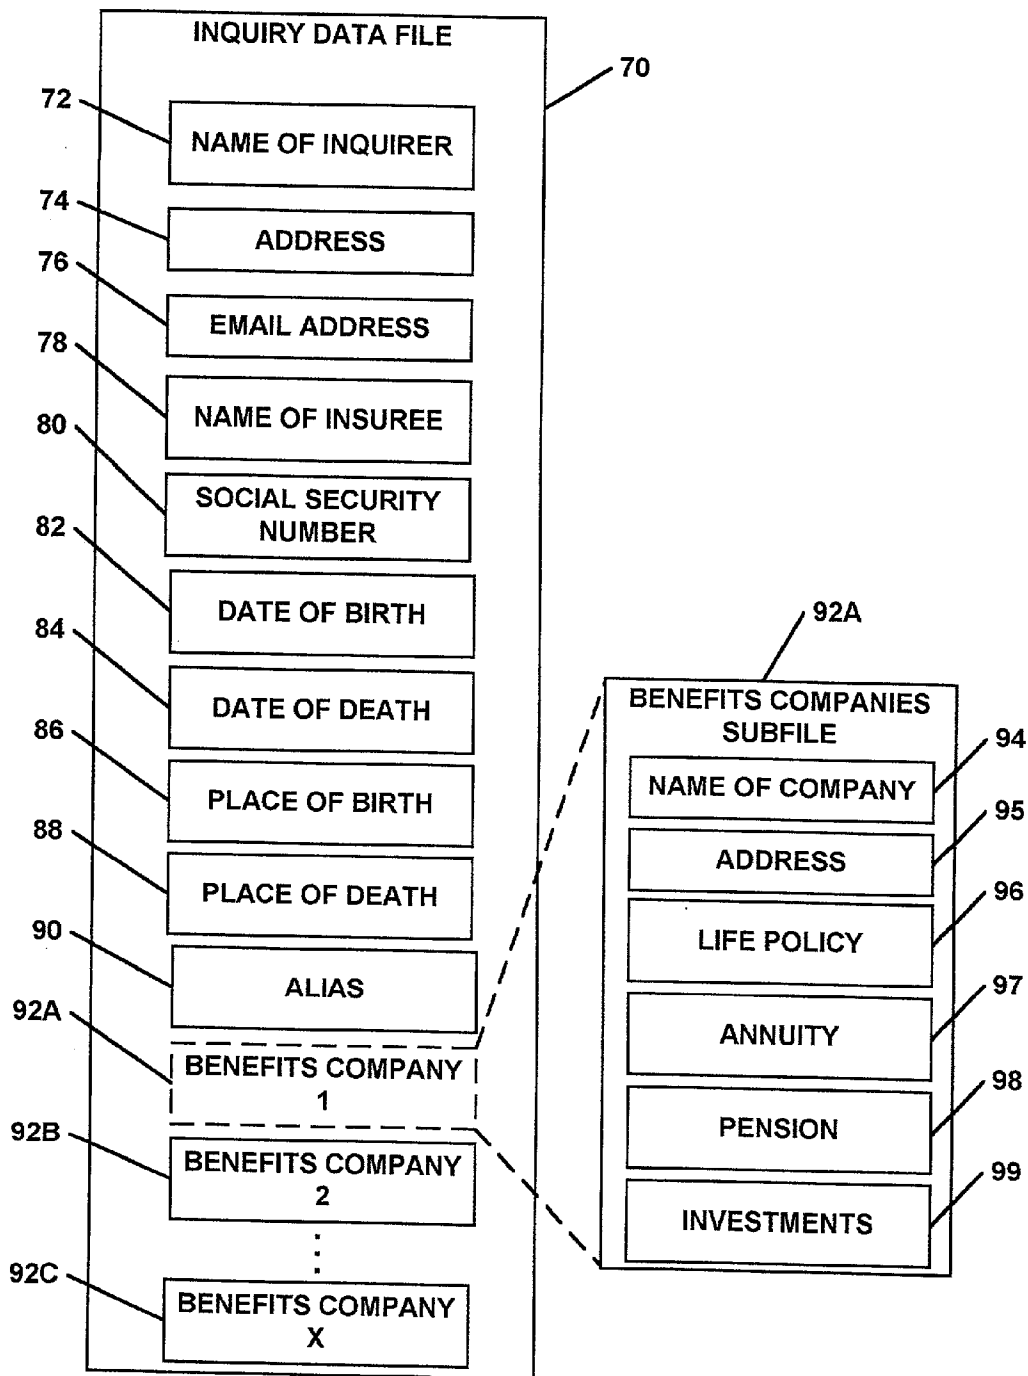 INQUIRY DATA FILE
70
72
NAME OF INQUIRER
74
ADDRESS
76
EMAIL ADDRESS
78
NAME OF INSUREE
80
SOCIAL SECURITY
NUMBER
82
DATE OF BIRTH
84
DATE OF DEATH
86
PLACE OF BIRTH
88
PLACE OF DEATH
90
ALIAS
92A
BENEFITS COMPANY
1
92B
BENEFITS COMPANY
2
92C
BENEFITS COMPANY
X
92A
BENEFITS COMPANIES
SUBFILE
94
NAME OF COMPANY
95
ADDRESS
96
LIFE POLICY
97
ANNUITY
98
PENSION
99
INVESTMENTS